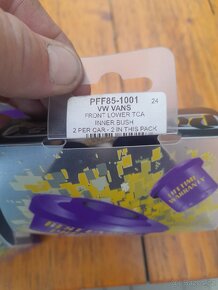 PFF85-1001
VW VANS 24
FRONT LOWER TCA
INNER BUSH
2 PER CAR - 2 IN THIS PACK
LIFETIME
WARRANTY